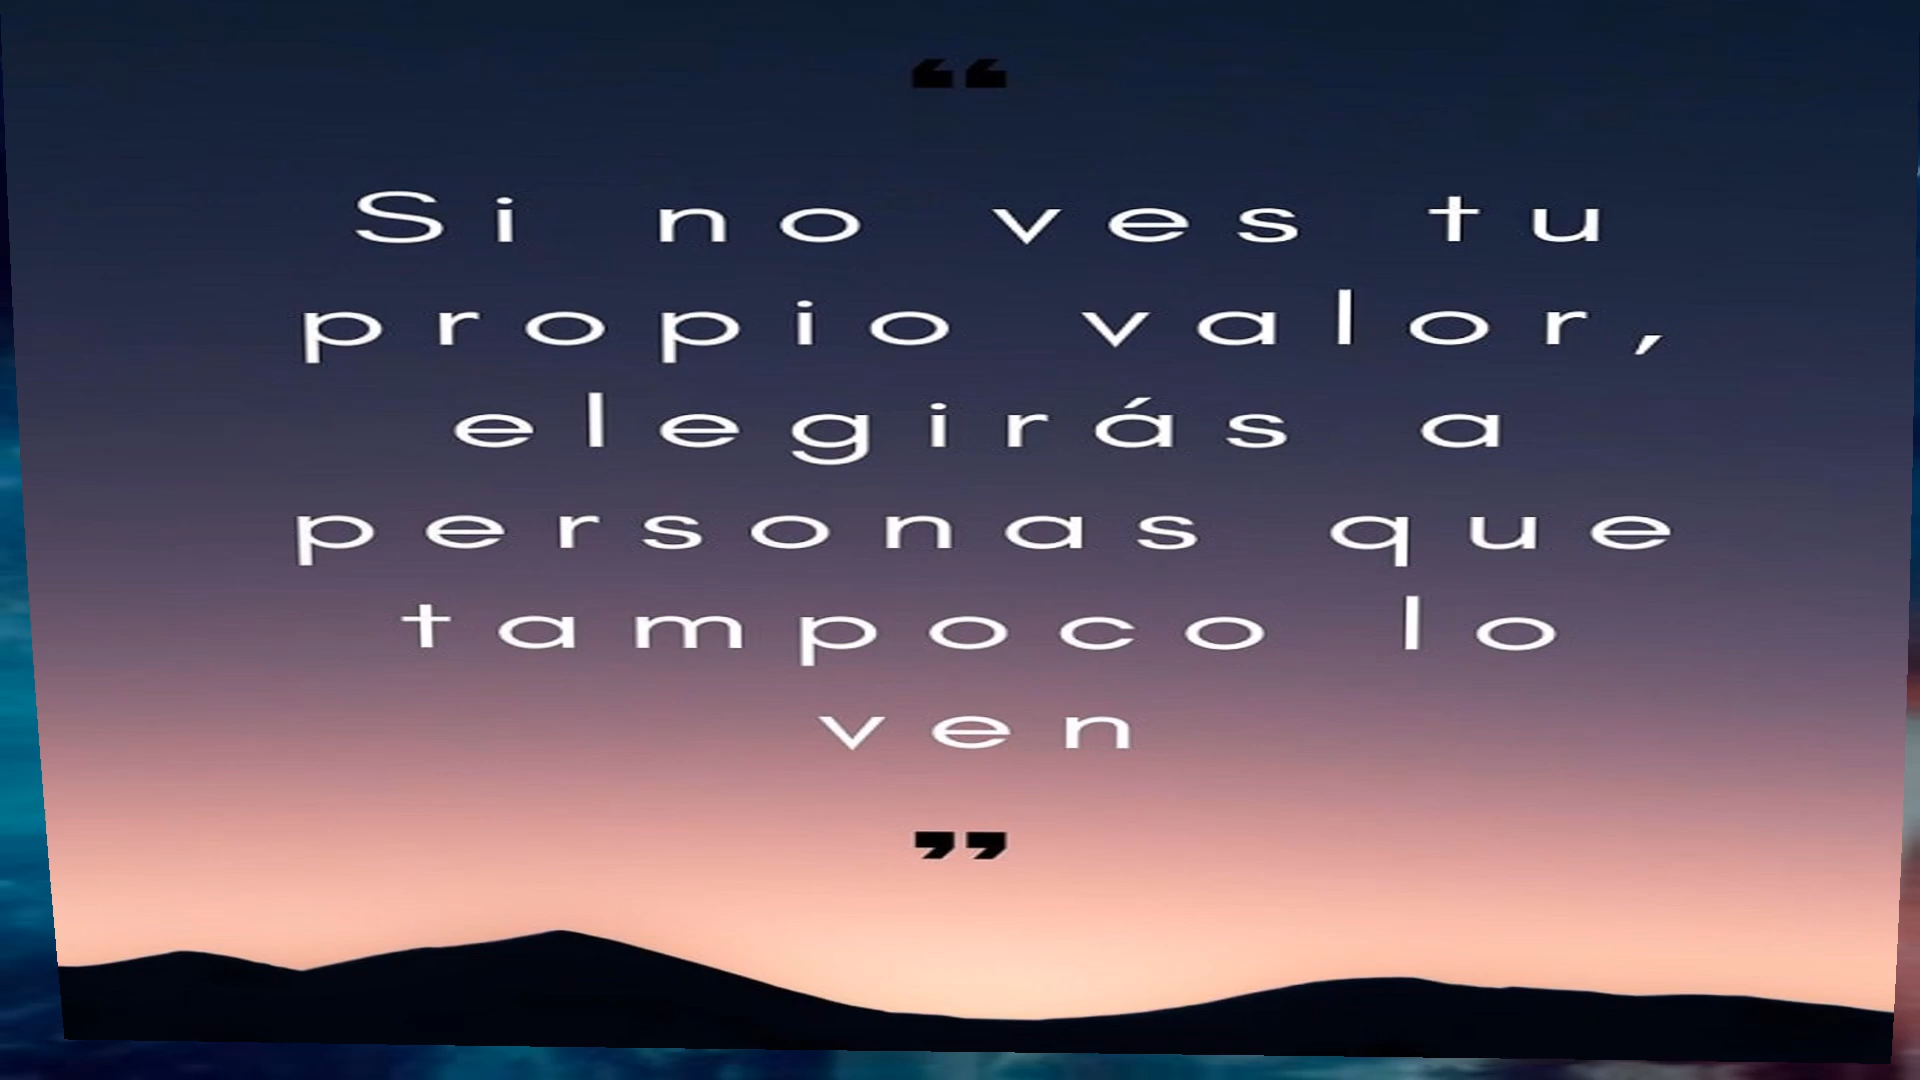 “
Si no ves tu
propio valor,
elegirás a
personas que
tampoco lo
ven
”